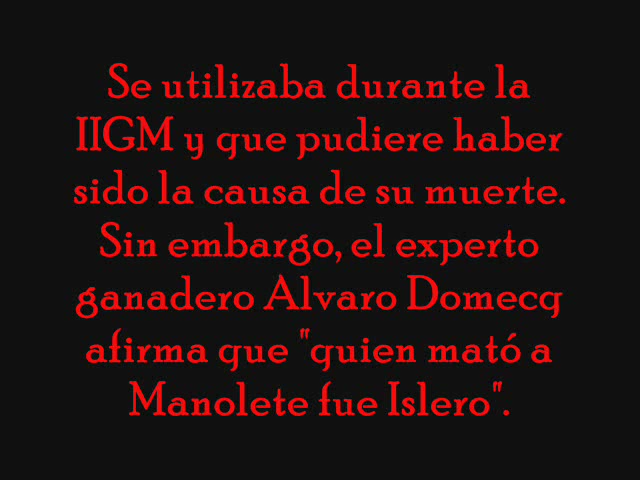 Se utilizaba durante la
IIGM y que pudiere haber
sido la causa de su muerte.
Sin embargo, el experto
ganadero Alvaro Domecq
afirma que "quien mató a
Manolete fue Islero".